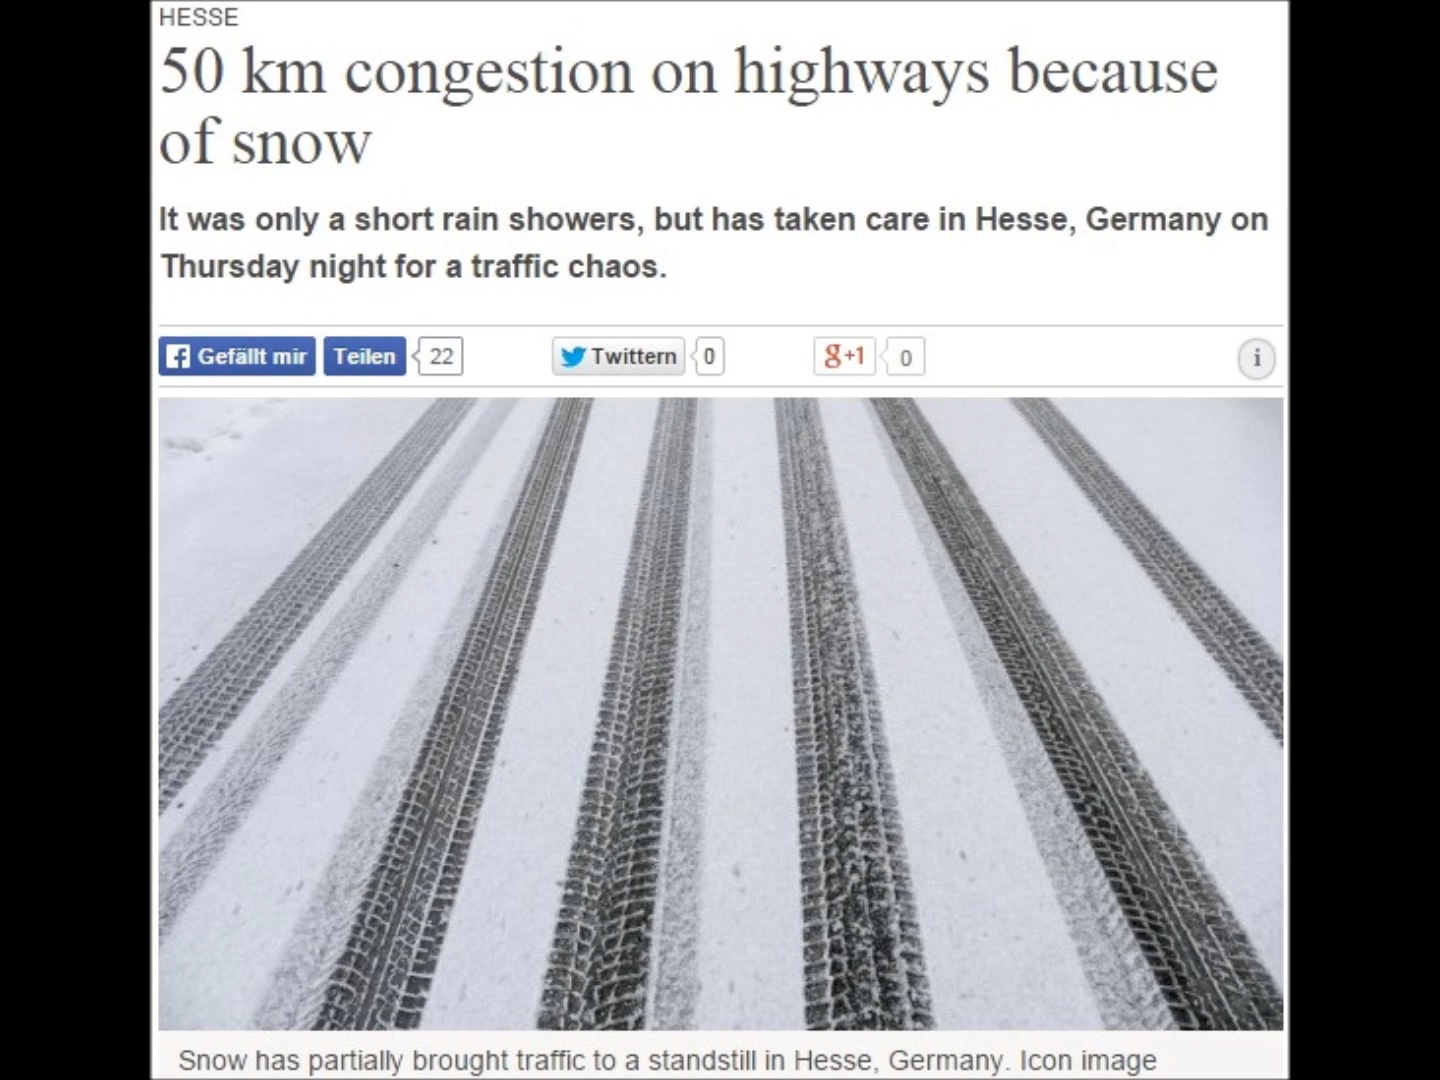 HESSE
50 km congestion on highways because
of snow
It was only a short rain showers, but has taken care in Hesse, Germany on
Thursday night for a traffic chaos.
Gefällt mir Teilen 22 Twittern 0 g+1 0 i
Snow has partially brought traffic to a standstill in Hesse, Germany. Icon image